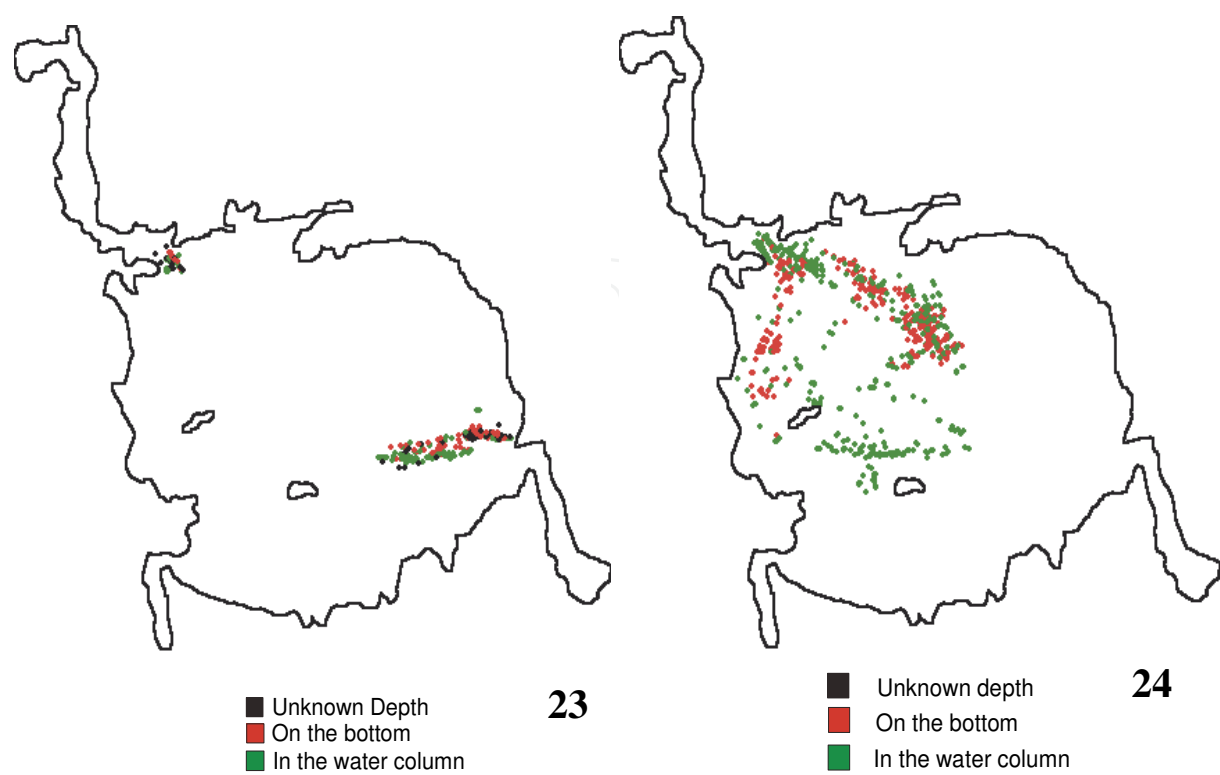 Unknown Depth
On the bottom
In the water column
23
Unknown depth
On the bottom
In the water column
24